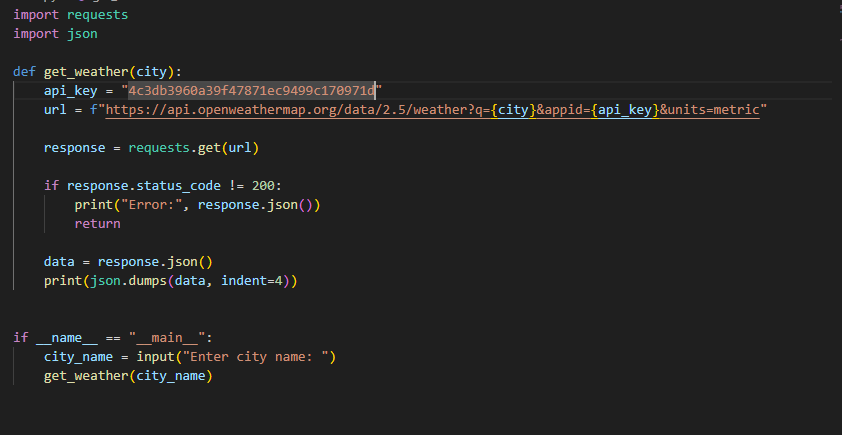 import requests
import json
def get_weather(city):
    api_key = "4c3db3960a39f47871ec9499c170971d"
    url = f"https://api.openweathermap.org/data/2.5/weather?q={city}&appid={api_key}&units=metric"
    response = requests.get(url)
    if response.status_code != 200:
        print("Error:", response.json())
        return
    data = response.json()
    print(json.dumps(data, indent=4))
if __name__ == "__main__":
    city_name = input("Enter city name: ")
    get_weather(city_name)